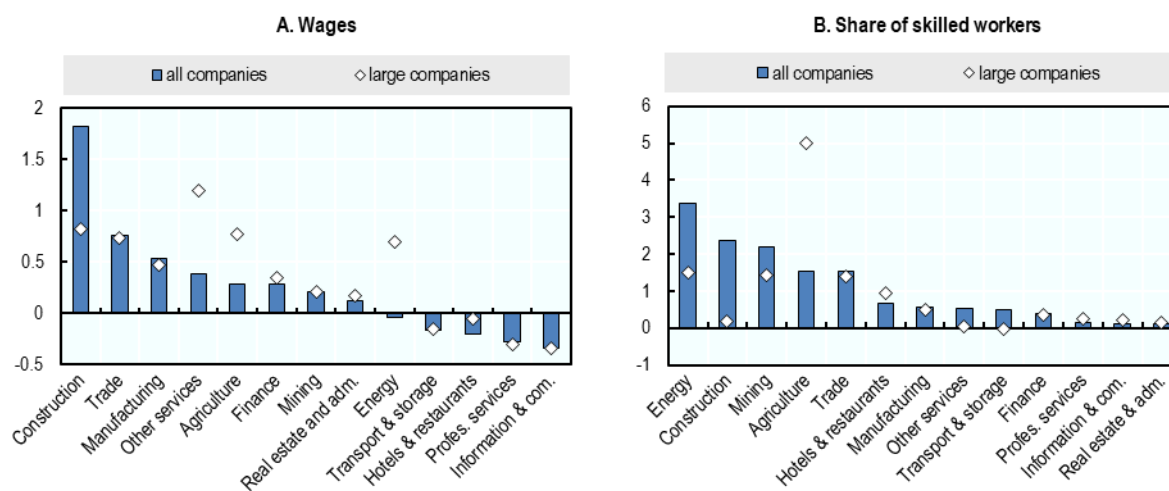 A. Wages
all companies
large companies
2
1.5
1
0.5
0
-0.5
Construction
Trade
Manufacturing
Other services
Agriculture
Finance
Mining
Real estate and adm.
Energy
Transport & storage
Hotels & restaurants
Profes. services
Information & com.
B. Share of skilled workers
all companies
large companies
6
5
4
3
2
1
0
-1
Energy
Construction
Mining
Agriculture
Trade
Hotels & restaurants
Manufacturing
Other services
Transport & storage
Finance
Profes. services
Information & com.
Real estate & adm.